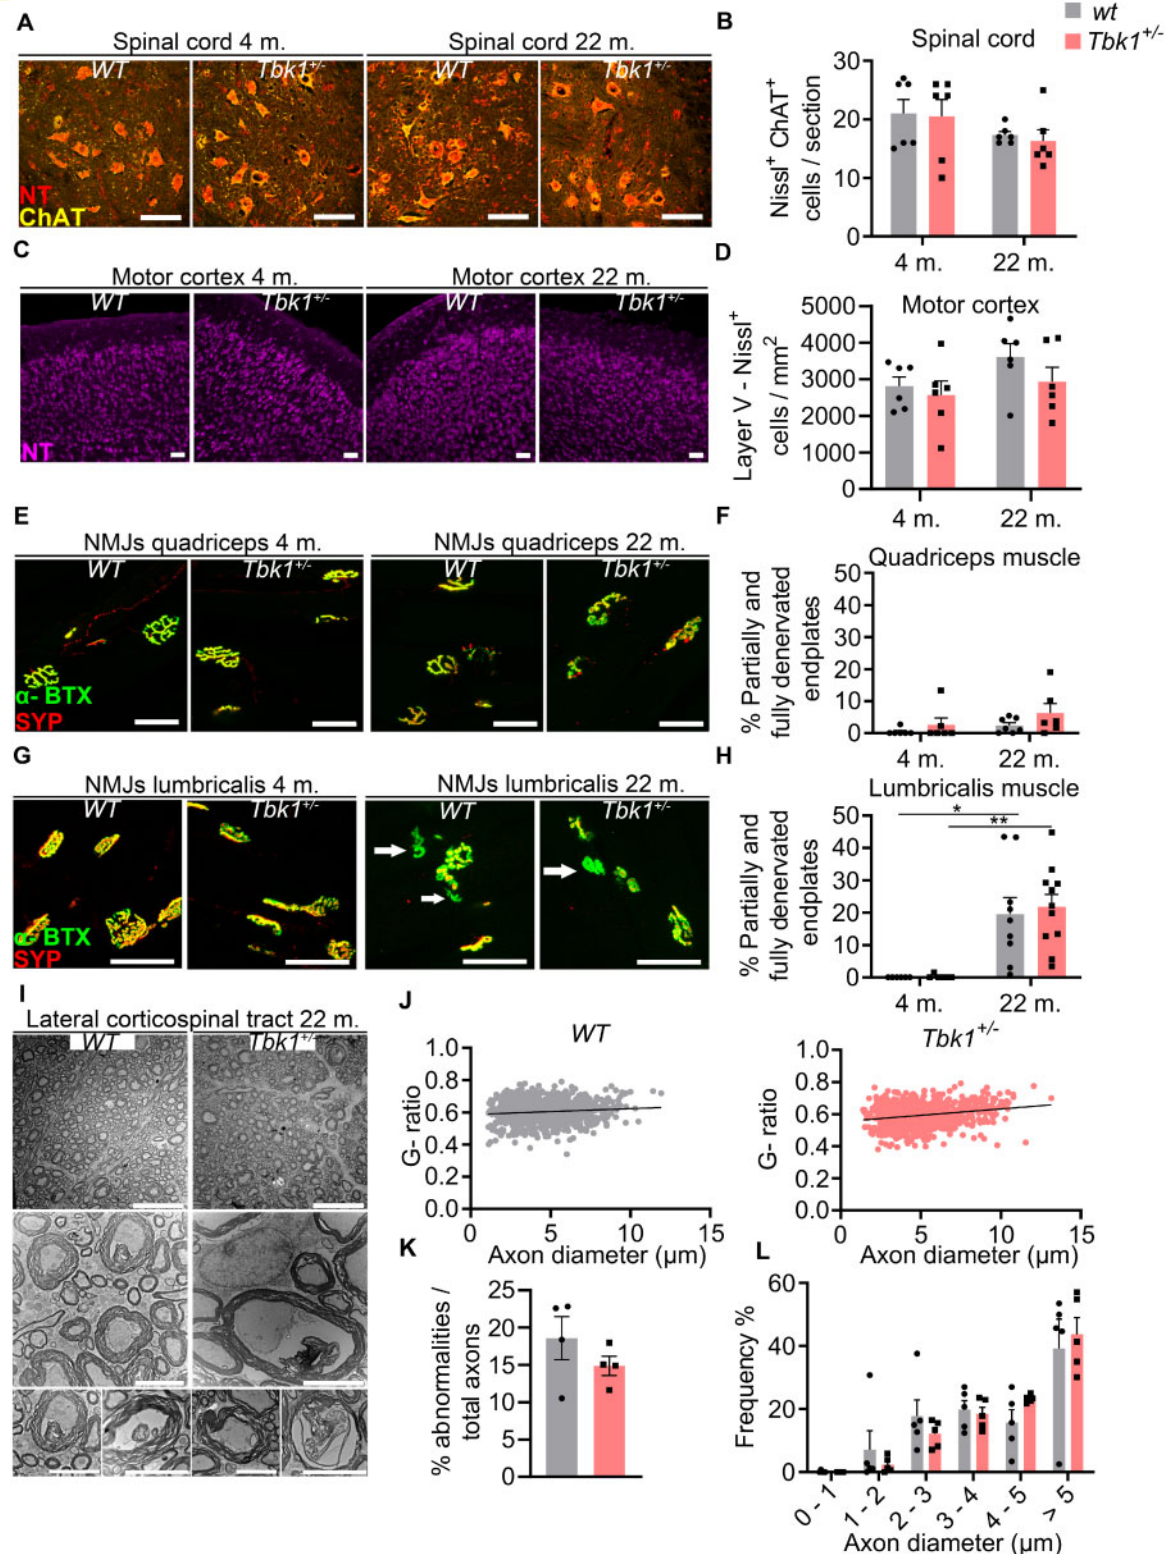 A
Spinal cord 4 m.
Spinal cord 22 m.
WT
Tbk1+/-
WT
Tbk1+/-
NT
ChAT
B
wt
Tbk1+/-
Spinal cord
Nissl+ ChAT+
cells / section
30
20
10
0
4 m.
22 m.
C
Motor cortex 4 m.
Motor cortex 22 m.
WT
Tbk1+/-
WT
Tbk1+/-
NT
D
Motor cortex
Layer V - Nissl+
cells / mm2
5000
4000
3000
2000
1000
0
4 m.
22 m.
E
NMJs quadriceps 4 m.
NMJs quadriceps 22 m.
WT
Tbk1+/-
WT
Tbk1+/-
α- BTX
SYP
F
Quadriceps muscle
% Partially and
fully denervated
endplates
50
40
30
20
10
0
4 m.
22 m.
G
NMJs lumbricalis 4 m.
NMJs lumbricalis 22 m.
WT
Tbk1+/-
WT
Tbk1+/-
α- BTX
SYP
H
Lumbricalis muscle
* **
% Partially and
fully denervated
endplates
50
40
30
20
10
0
4 m.
22 m.
I
Lateral corticospinal tract 22 m.
WT
Tbk1+/-
J
WT
G- ratio
1.0
0.8
0.6
0.4
0.2
0.0
0 5 10 15
Axon diameter (µm)
Tbk1+/-
G- ratio
1.0
0.8
0.6
0.4
0.2
0.0
0 5 10 15
Axon diameter (µm)
K
% abnormalities /
total axons
25
20
15
10
5
0
L
Frequency %
60
40
20
0
0 - 1
1 - 2
2 - 3
3 - 4
4 - 5
> 5
Axon diameter (µm)